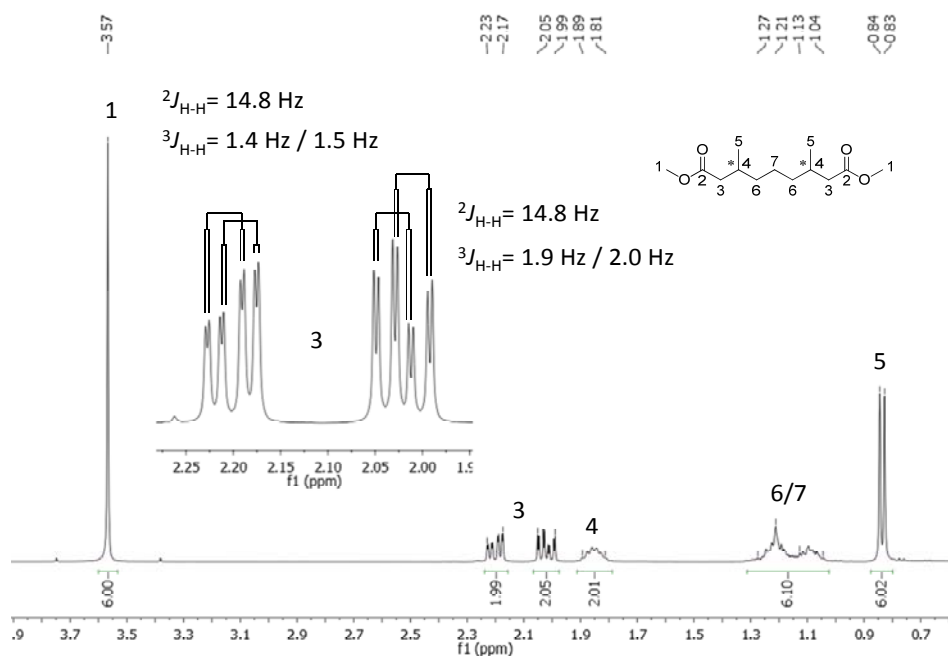 3.57
2.23
2.17
2.05
1.99
1.89
1.81
1.27
1.21
1.13
1.04
0.84
0.83
1
²J_H-H= 14.8 Hz
³J_H-H= 1.4 Hz / 1.5 Hz
5 5
O 4 7 4 O
1 * * 1
O 2 3 6 6 3 2 O
²J_H-H= 14.8 Hz
³J_H-H= 1.9 Hz / 2.0 Hz
3
5
2.25 2.20 2.15 2.10 2.05 2.00 1.9
f1 (ppm)
6/7
3
4
6.00
1.99
2.05
2.01
6.10
6.02
.9 3.7 3.5 3.3 3.1 2.9 2.7 2.5 2.3 2.1 1.9 1.7 1.5 1.3 1.1 0.9 0.7
f1 (ppm)